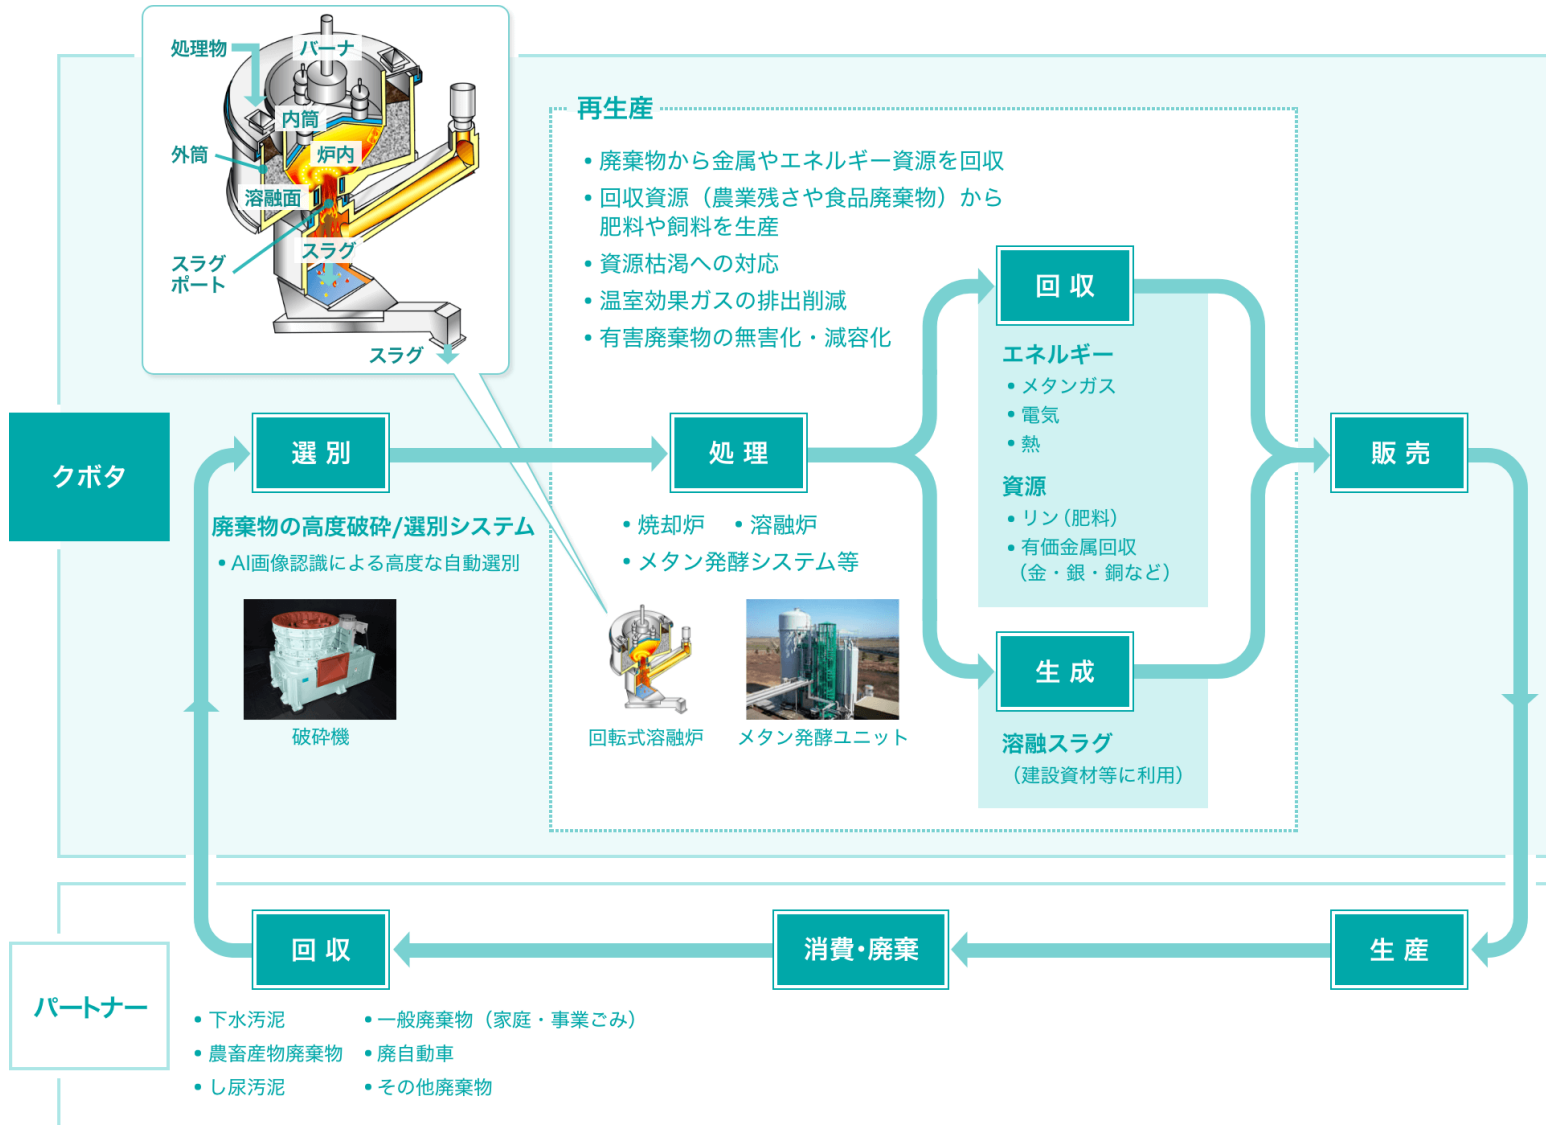 処理物
バーナ
内筒
外筒
炉内
溶融面
スラグ
スラグ
ポート
スラグ
再生産
•廃棄物から金属やエネルギー資源を回収
•回収資源（農業残さや食品廃棄物）から
肥料や飼料を生産
•資源枯渇への対応
•温室効果ガスの排出削減
•有害廃棄物の無害化・減容化
クボタ
選別
廃棄物の高度破砕/選別システム
•AI画像認識による高度な自動選別
破砕機
処理
•焼却炉 •溶融炉
•メタン発酵システム等
回転式溶融炉
メタン発酵ユニット
回収
エネルギー
•メタンガス
•電気
•熱
資源
•リン（肥料）
•有価金属回収
（金・銀・銅など）
生成
溶融スラグ
（建設資材等に利用）
販売
パートナー
回収
消費・廃棄
生産
•下水汚泥
•農畜産物廃棄物
•し尿汚泥
•一般廃棄物（家庭・事業ごみ）
•廃自動車
•その他廃棄物